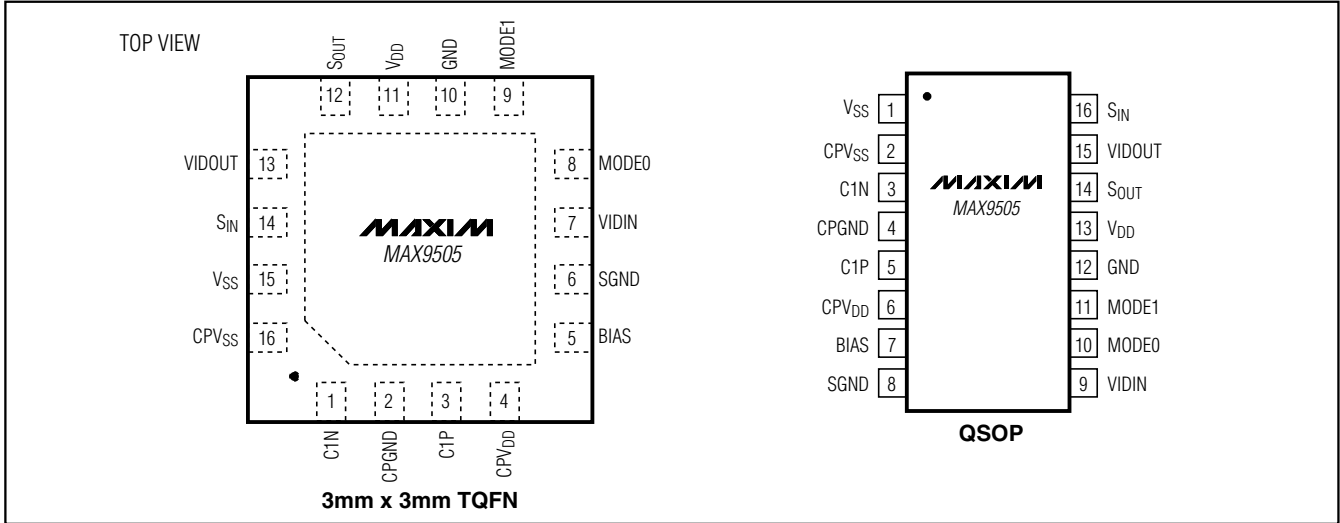 TOP VIEW
SOUT
VDD
GND
MODE1
12
11
10
9
VIDOUT
13
SIN
14
VSS
15
CPVSS
16
8
MODE0
7
VIDIN
6
SGND
5
BIAS
MAXIM
MAX9505
1
2
3
4
C1N
CPGND
C1P
CPVDD
3mm x 3mm TQFN
VSS 1
CPVSS 2
C1N 3
CPGND 4
C1P 5
CPVDD 6
BIAS 7
SGND 8
MAXIM
MAX9505
16 SIN
15 VIDOUT
14 SOUT
13 VDD
12 GND
11 MODE1
10 MODE0
9 VIDIN
QSOP